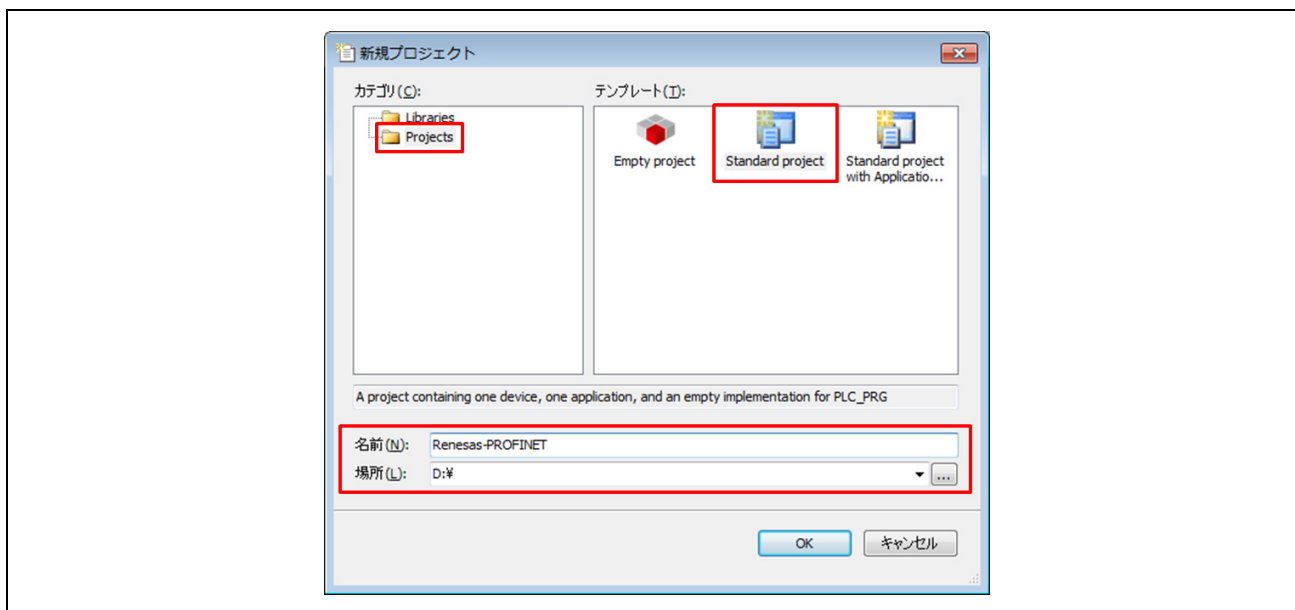 新規プロジェクト
カテゴリ(C):
Libraries
Projects
テンプレート(T):
Empty project
Standard project
Standard project
with Applicatio...
A project containing one device, one application, and an empty implementation for PLC_PRG
名前(N): Renesas-PROFINET
場所(L): D:¥
...
OK
キャンセル